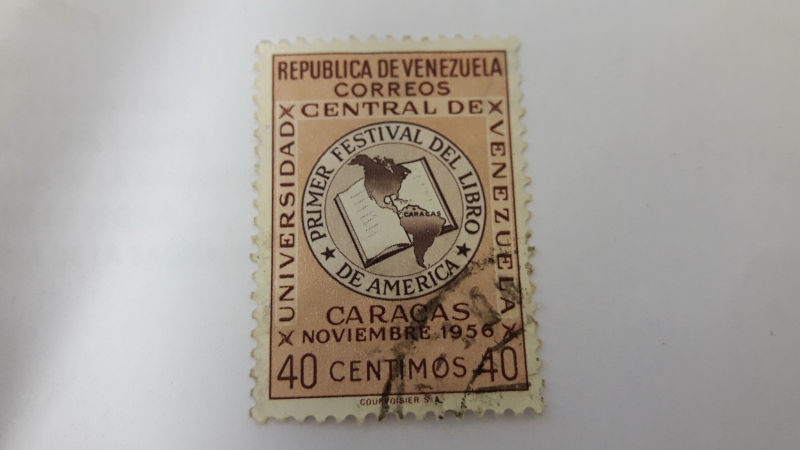 REPUBLICA DE VENEZUELA
CORREOS
UNIVERSIDAD
CENTRAL DE
VENEZUELA
PRIMER FESTIVAL DEL LIBRO
DE AMERICA
CARACAS
CARACAS
NOVIEMBRE 1956
40 CENTIMOS 40
COURVOISIER S.A.